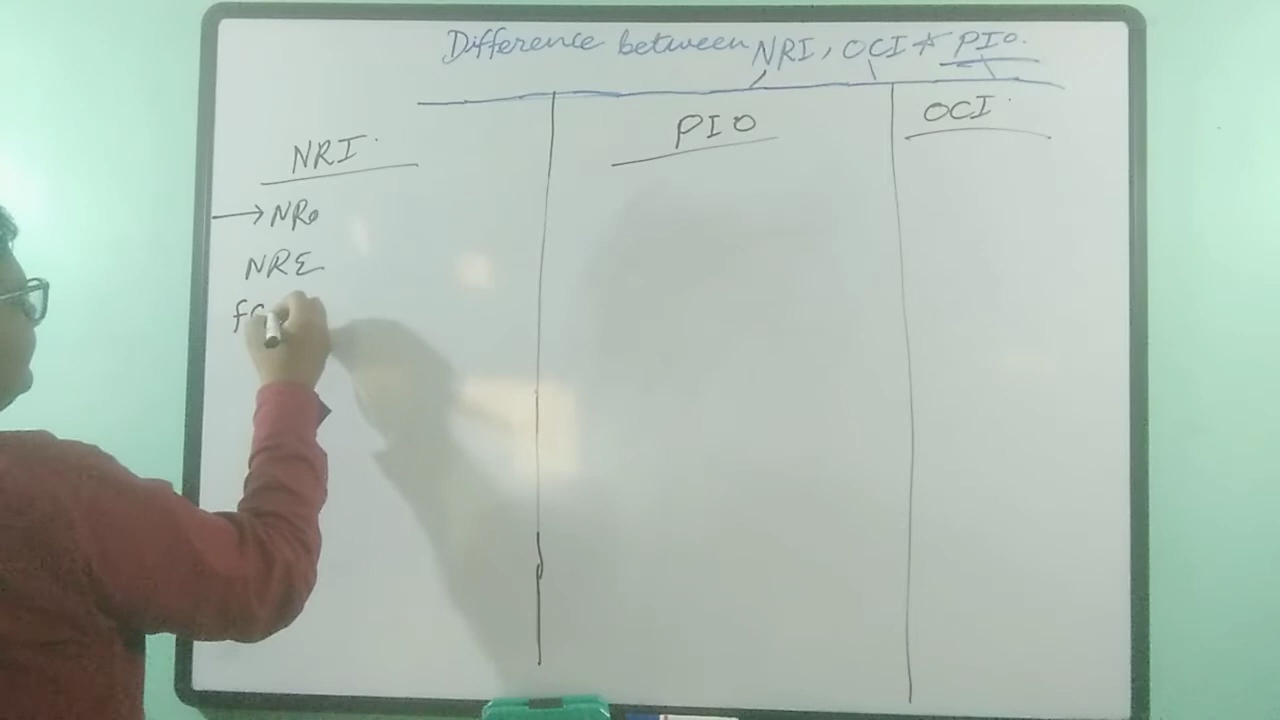 Difference between NRI, OCI & PIO.
NRI
PIO
OCI
→ NRO
NRE
fC